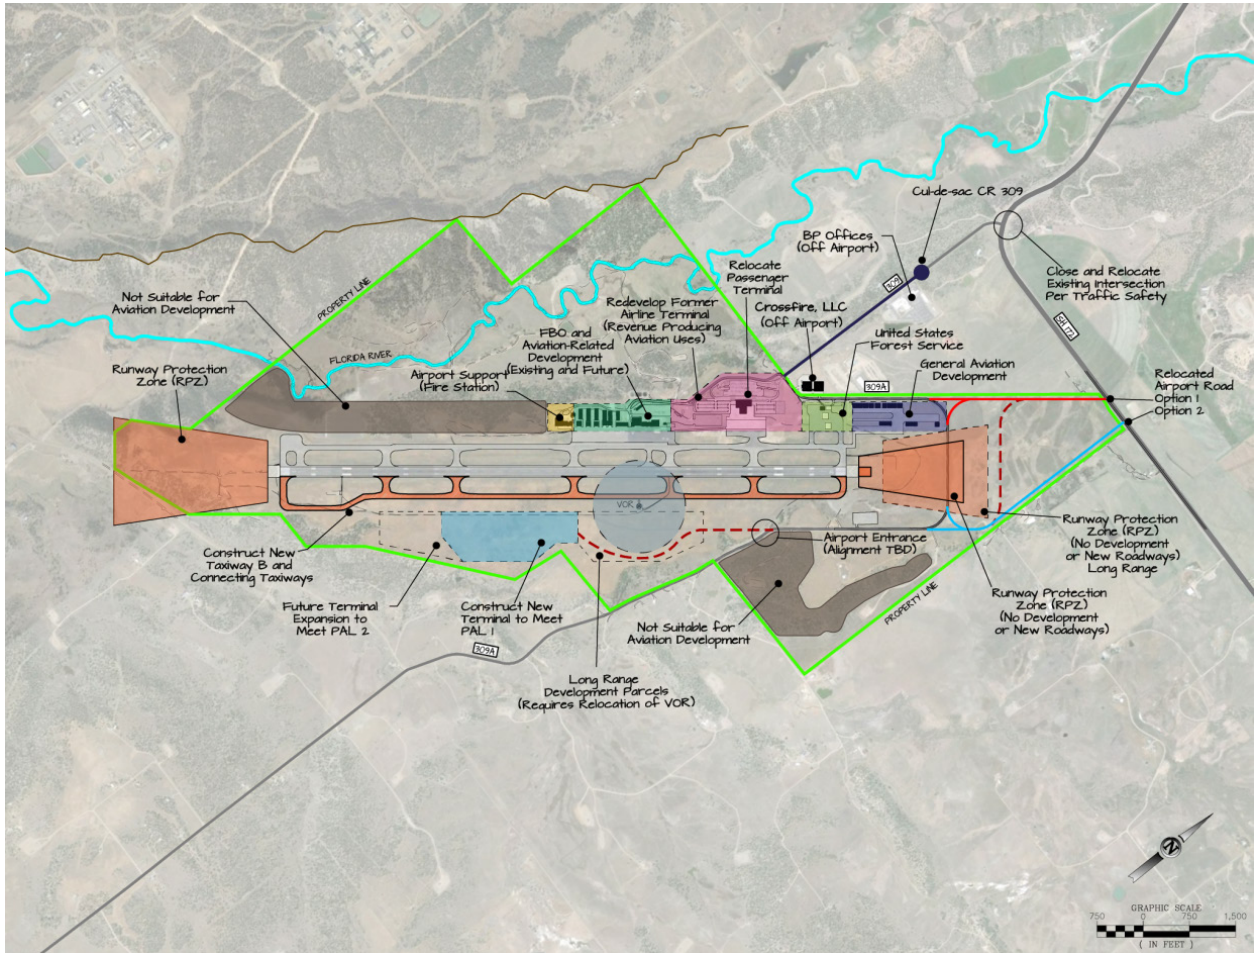 Cul-de-sac CR 309
BP Offices
(Off Airport)
Close and Relocate
Existing Intersection
Per Traffic Safety
Relocate
Passenger
Terminal
Not Suitable for
Aviation Development
PROPERTY LINE
Redevelop Former
Airline Terminal
(Revenue Producing
Aviation Uses)
Crossfire, LLC
(Off Airport)
SH 172
FBO and
Aviation-Related
Development
(Existing and Future)
United States
Forest Service
FLORIDA RIVER
Runway Protection
Zone (RPZ)
Airport Support
(Fire Station)
General Aviation
Development
309A
Relocated
Airport Road
Option 1
Option 2
VOR
Construct New
Taxiway B and
Connecting Taxiways
Airport Entrance
(Alignment TBD)
Runway Protection
Zone (RPZ)
(No Development
or New Roadways)
Long Range
Future Terminal
Expansion to
Meet PAL 2
Construct New
Terminal to Meet
PAL 1
Not Suitable for
Aviation Development
PROPERTY LINE
Runway Protection
Zone (RPZ)
(No Development
or New Roadways)
309A
Long Range
Development Parcels
(Requires Relocation of VOR)
N
GRAPHIC SCALE
750 0 750 1,500
( IN FEET )